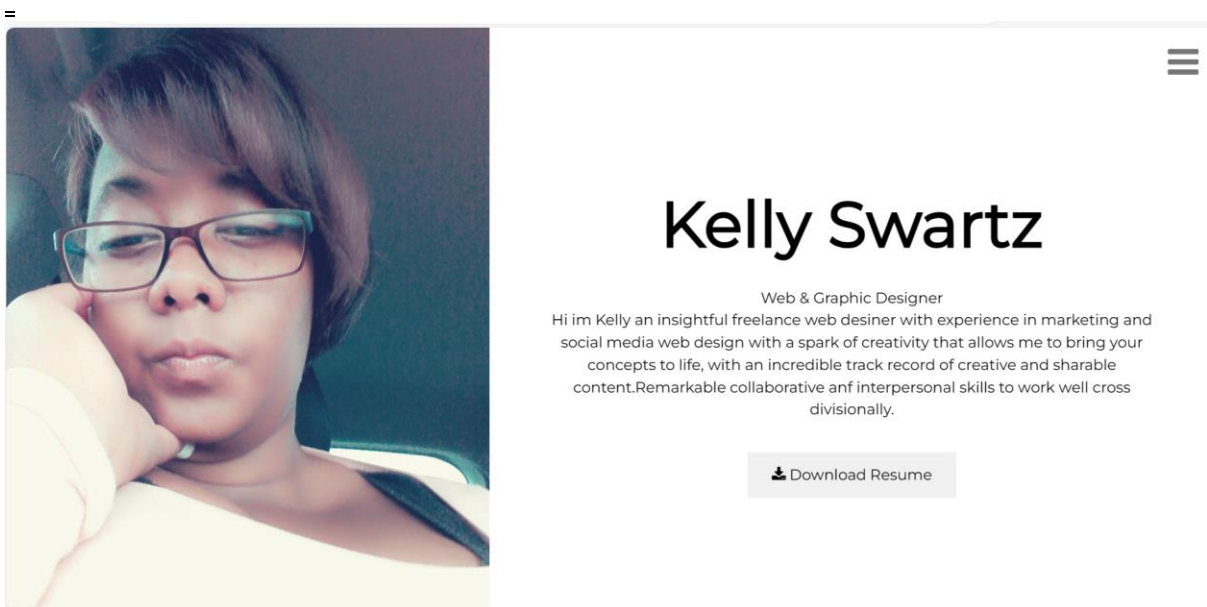 =
Kelly Swartz
Web & Graphic Designer
Hi im Kelly an insightful freelance web desiner with experience in marketing and
social media web design with a spark of creativity that allows me to bring your
concepts to life, with an incredible track record of creative and sharable
content.Remarkable collaborative anf interpersonal skills to work well cross
divisionally.
Download Resume